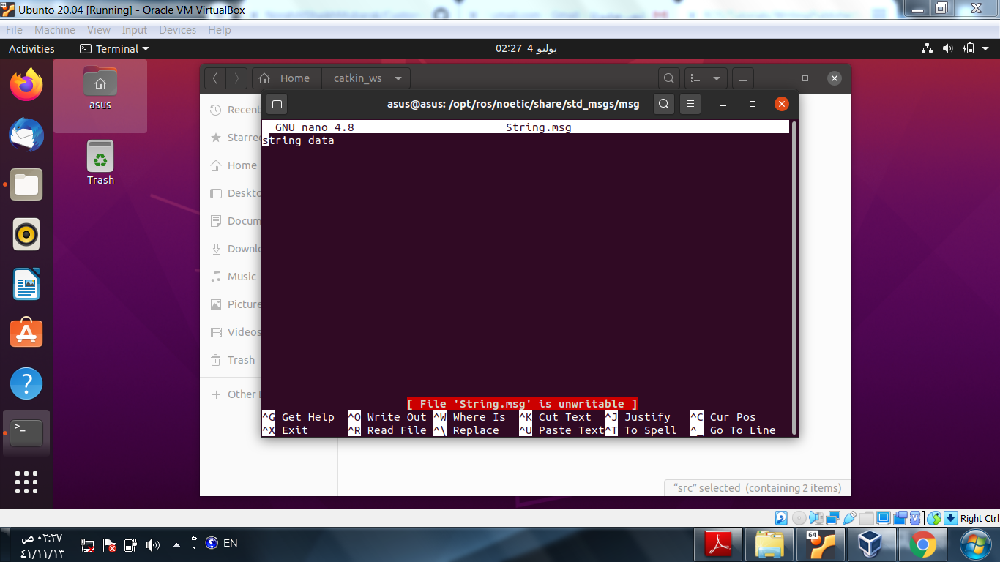 Ubunto 20.04 [Running] - Oracle VM VirtualBox
File Machine View Input Devices Help
Activities Terminal 02:27 4 يوليو
asus
Trash
Home catkin_ws
Recent
Starred
Home
Deskto
Docum
Downlo
Music
Picture
Videos
Trash
Other L
asus@asus: /opt/ros/noetic/share/std_msgs/msg
GNU nano 4.8 String.msg
string data
[ File 'String.msg' is unwritable ]
^G Get Help ^O Write Out ^W Where Is ^K Cut Text ^J Justify ^C Cur Pos
^X Exit ^R Read File ^\ Replace ^U Paste Text ^T To Spell ^_ Go To Line
“src” selected (containing 2 items)
Right Ctrl
٠٣:٢٧ ص
٤١/١١/١٣
EN
64